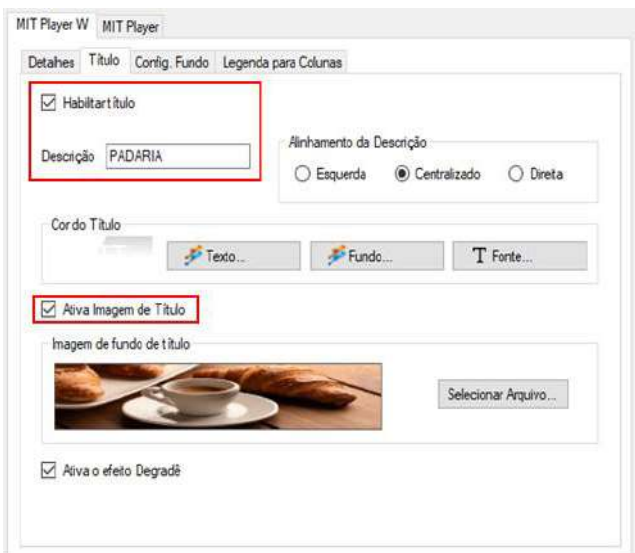 MIT Player W MIT Player
Detalhes Título Config. Fundo Legenda para Colunas
Habilitar título
Descrição PADARIA
Alinhamento da Descrição
Esquerda Centralizado Direta
Cor do Título
Texto... Fundo... T Fonte...
Ativa Imagem de Título
Imagem de fundo de título
Selecionar Arquivo...
Ativa o efeito Degradê